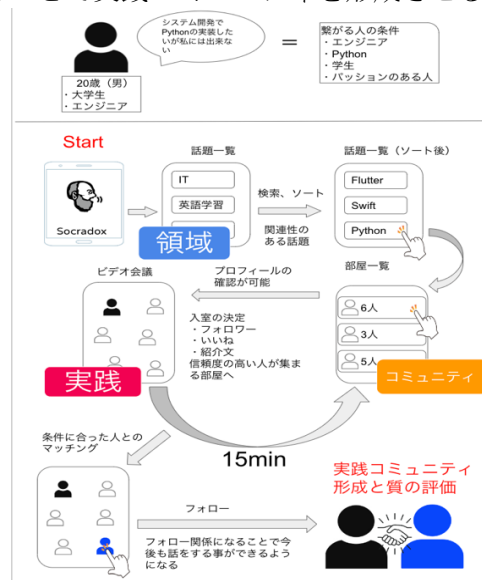 システム開発で
Pythonの実装した
いが私には出来な
い
20歳（男）
・大学生
・エンジニア
＝
繋がる人の条件
・エンジニア
・Python
・学生
・パッションのある人
Start
Socradox
話題一覧
IT
英語学習
領域
検索、ソート
関連性の
ある話題
話題一覧（ソート後）
Flutter
Swift
Python
部屋一覧
6人
3人
5人
コミュニティ
プロフィールの
確認が可能
ビデオ会議
入室の決定
・フォロワー
・いいね
・紹介文
信頼度の高い人が集ま
る部屋へ
実践
15min
条件に合った人との
マッチング
フォロー
フォロー関係になることで今
後も話をする事ができるよう
になる
実践コミュニティ
形成と質の評価